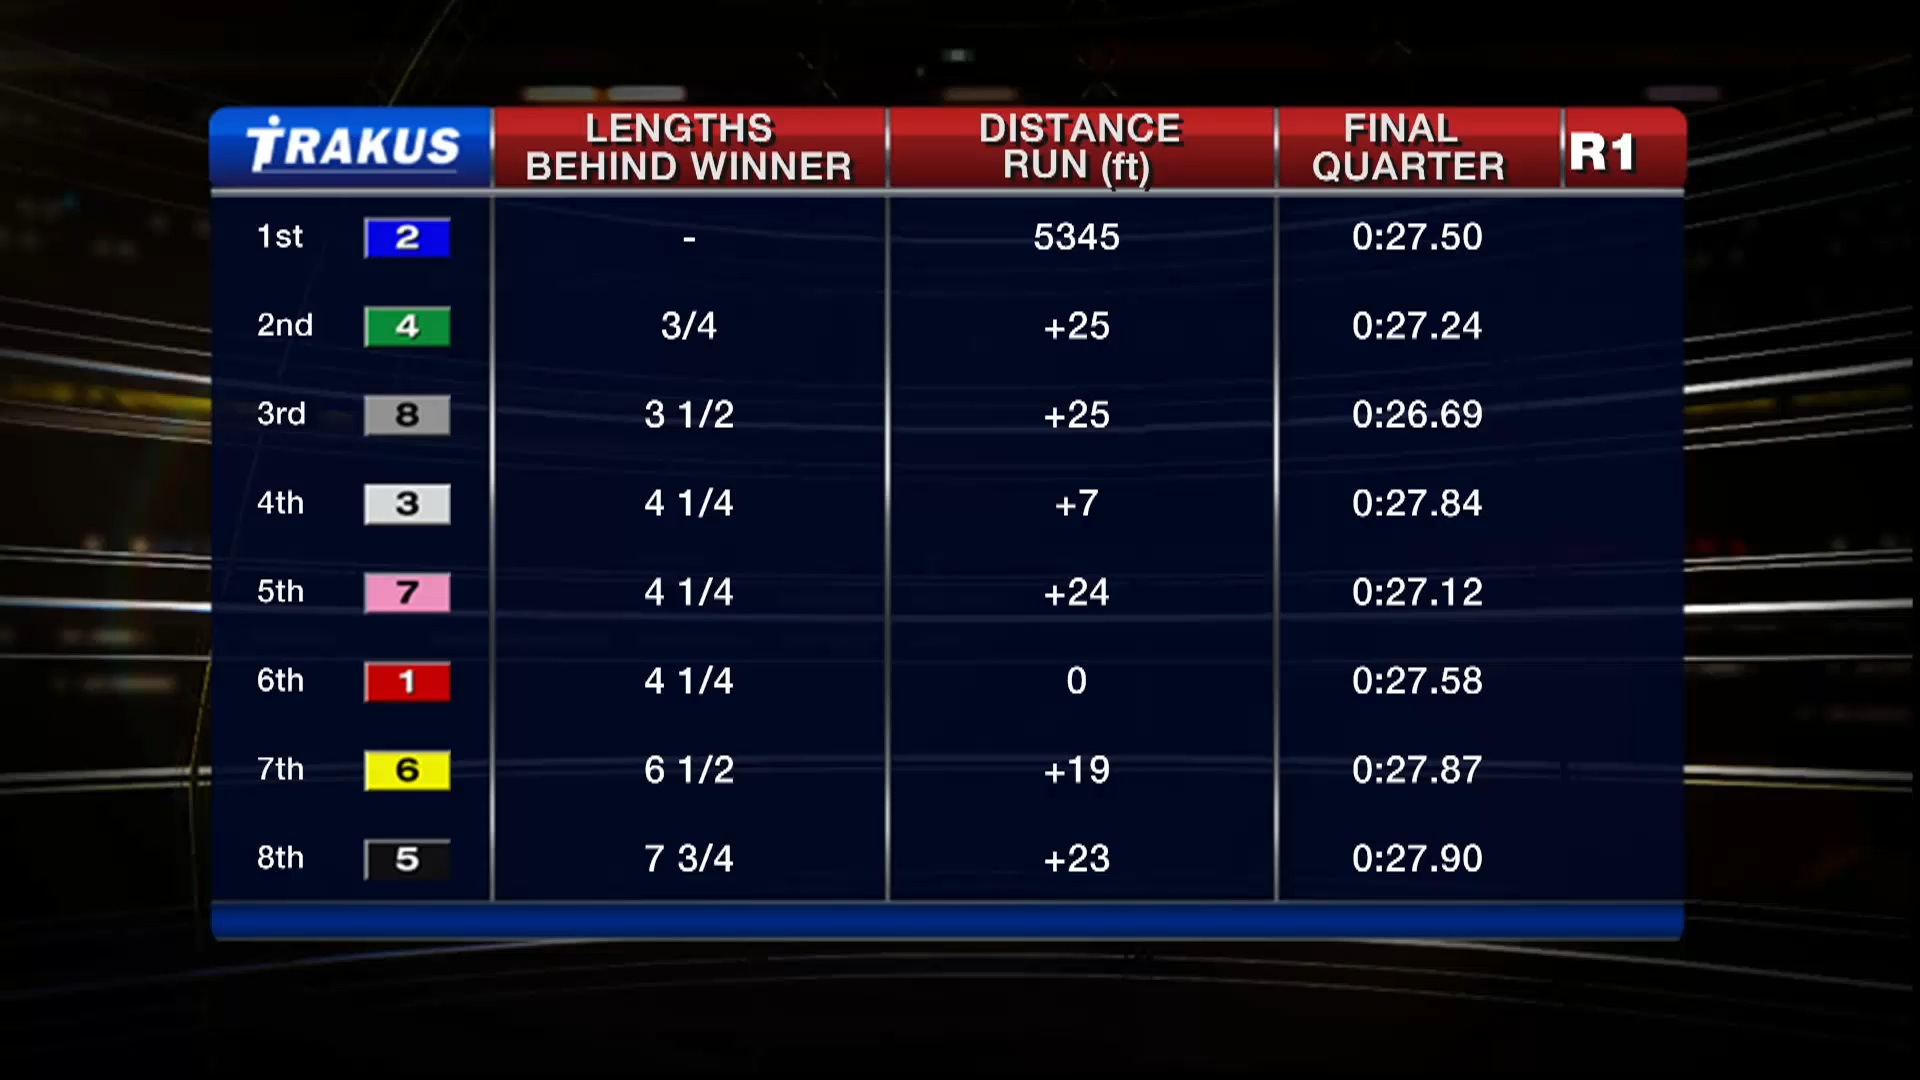 TRAKUS
LENGTHS BEHIND WINNER
DISTANCE RUN (ft)
FINAL QUARTER
R1
1st 2 - 5345 0:27.50
2nd 4 3/4 +25 0:27.24
3rd 8 3 1/2 +25 0:26.69
4th 3 4 1/4 +7 0:27.84
5th 7 4 1/4 +24 0:27.12
6th 1 4 1/4 0 0:27.58
7th 6 6 1/2 +19 0:27.87
8th 5 7 3/4 +23 0:27.90